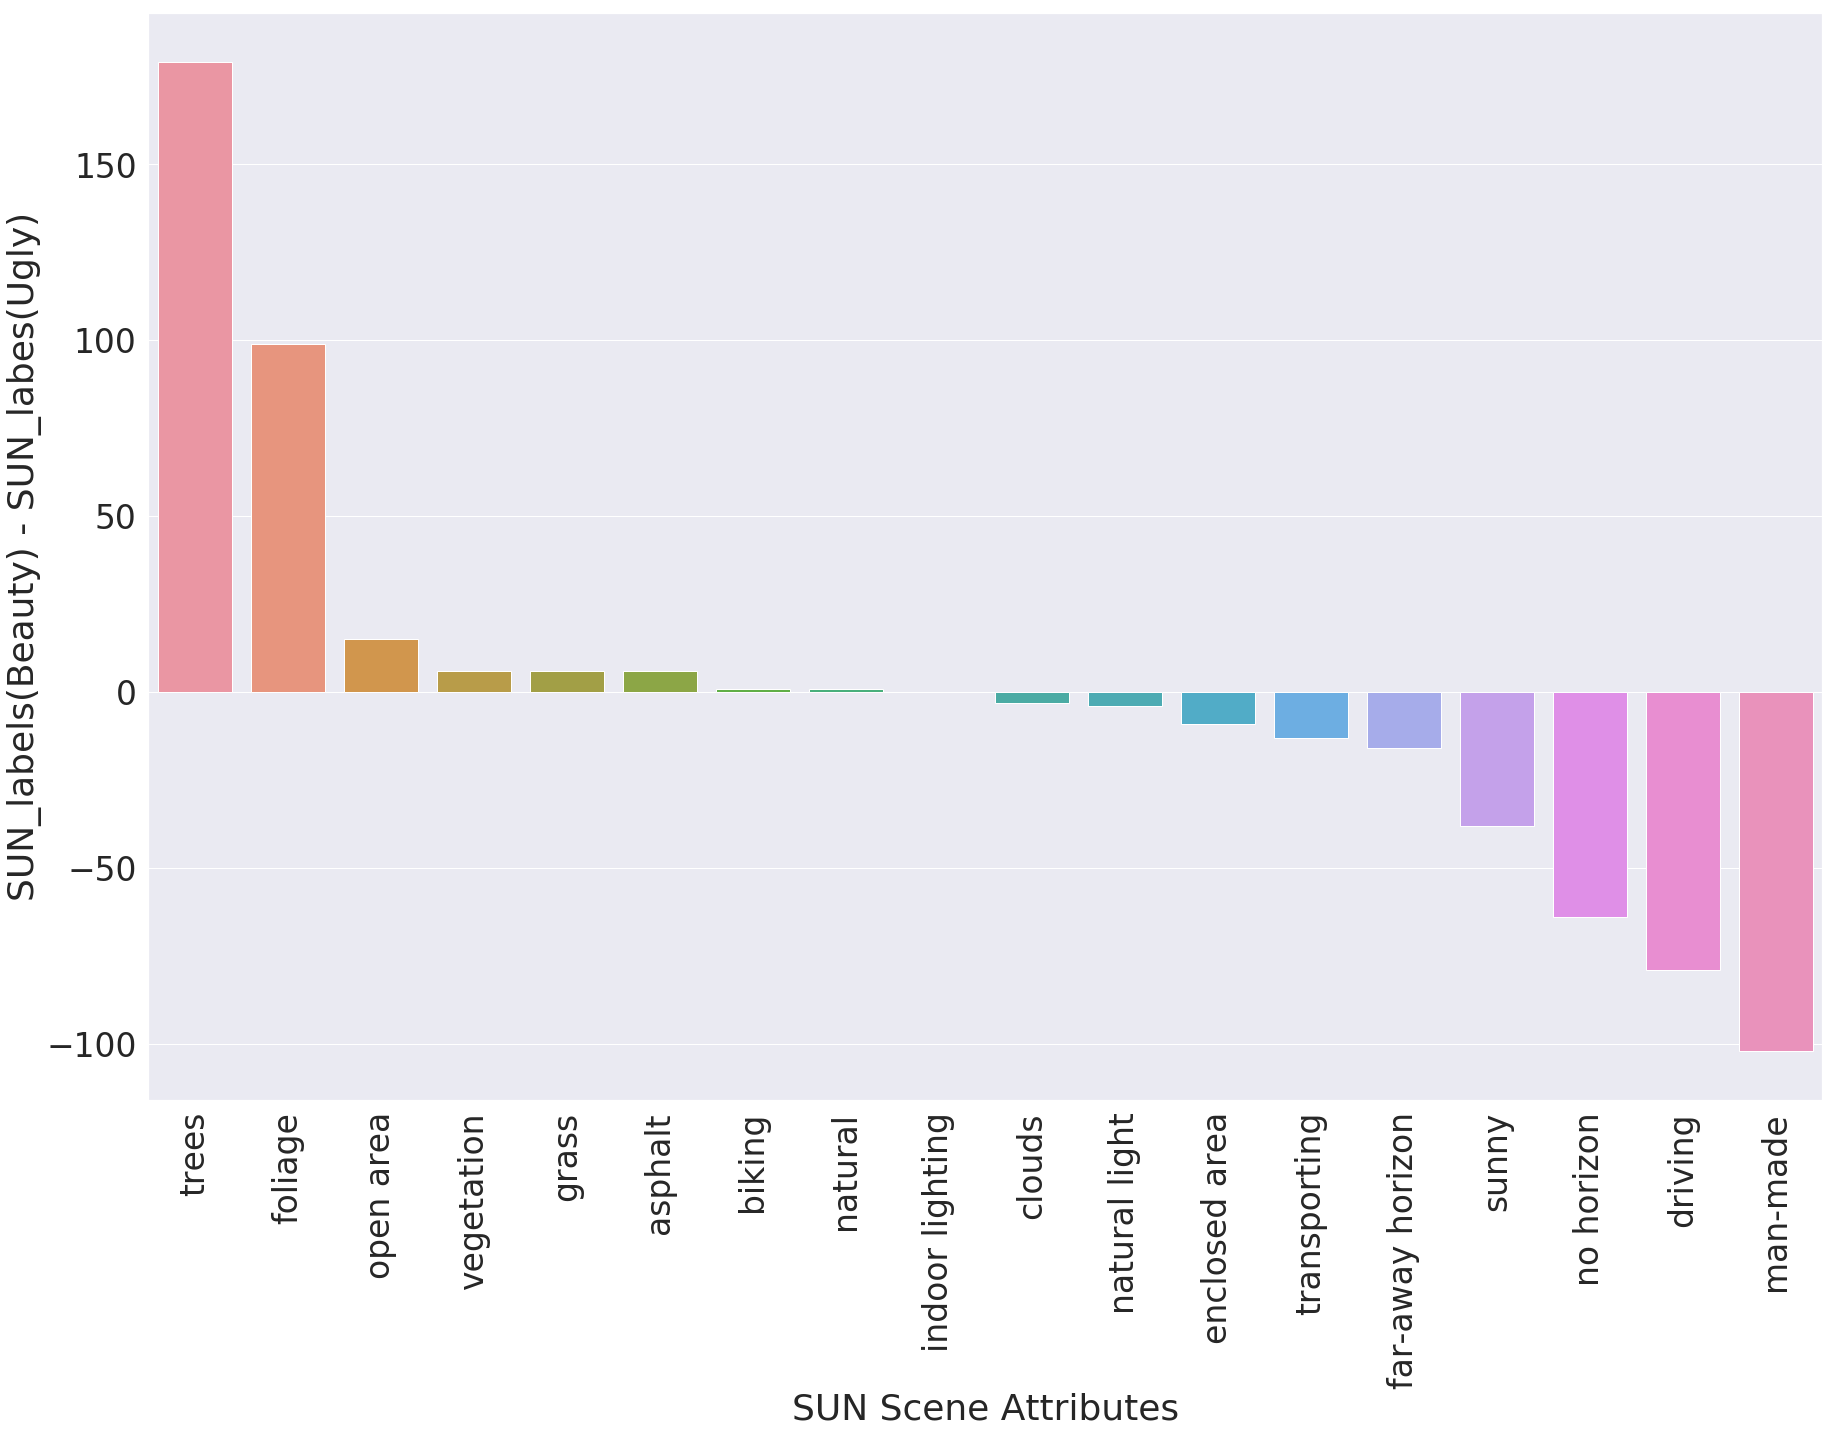 SUN_labels(Beauty) - SUN_labes(Ugly)
150
100
50
0
−50
−100
trees
foliage
open area
vegetation
grass
asphalt
biking
natural
indoor lighting
clouds
natural light
enclosed area
transporting
far-away horizon
sunny
no horizon
driving
man-made
SUN Scene Attributes